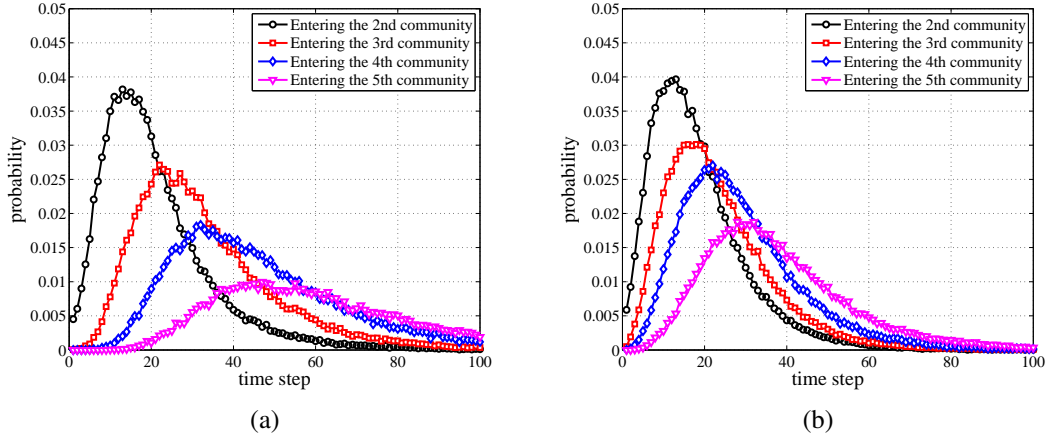 0.05
0.045
0.04
0.035
0.03
0.025
0.02
0.015
0.01
0.005
0
probability
Entering the 2nd community
Entering the 3rd community
Entering the 4th community
Entering the 5th community
0 20 40 60 80 100
time step
(a)
0.05
0.045
0.04
0.035
0.03
0.025
0.02
0.015
0.01
0.005
0
probability
Entering the 2nd community
Entering the 3rd community
Entering the 4th community
Entering the 5th community
0 20 40 60 80 100
time step
(b)